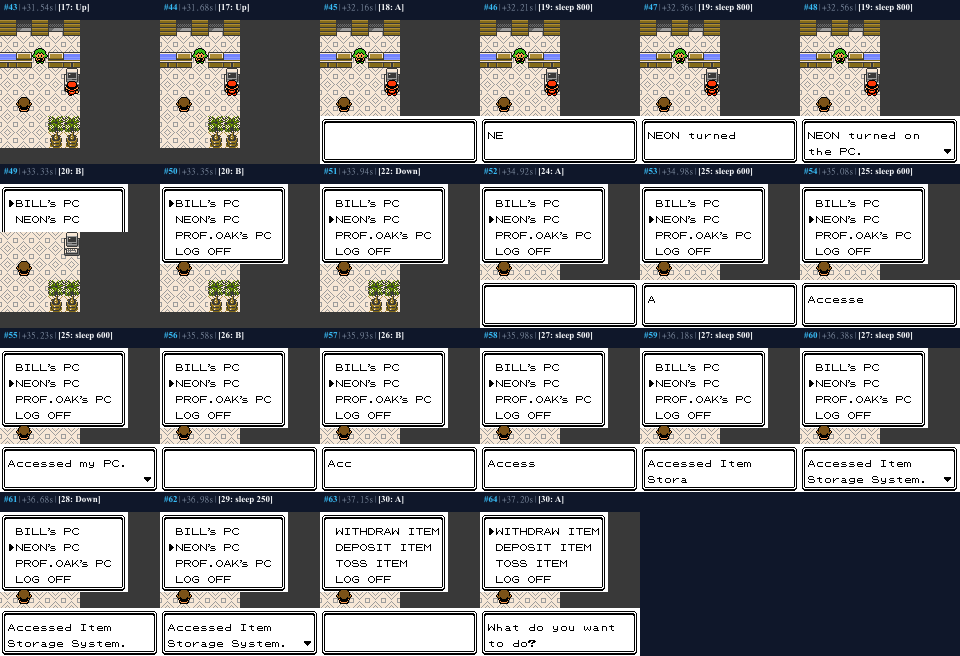 #43|+31.54s| [17: Up]
#44|+31.68s| [17: Up]
#45|+32.16s| [18: A]
#46|+32.21s| [19: sleep 800]
#47|+32.36s| [19: sleep 800]
#48|+32.56s| [19: sleep 800]
NE
NEON turned
NEON turned on
the PC.
#49|+33.33s| [20: B]
#50|+33.35s| [20: B]
#51|+33.94s| [22: Down]
#52|+34.92s| [24: A]
#53|+34.98s| [25: sleep 600]
#54|+35.08s| [25: sleep 600]
▶BILL's PC
NEON's PC
▶BILL's PC
NEON's PC
PROF.OAK's PC
LOG OFF
BILL's PC
▶NEON's PC
PROF.OAK's PC
LOG OFF
BILL's PC
▶NEON's PC
PROF.OAK's PC
LOG OFF
BILL's PC
▶NEON's PC
PROF.OAK's PC
LOG OFF
A
BILL's PC
▶NEON's PC
PROF.OAK's PC
LOG OFF
Accesse
#55|+35.23s| [25: sleep 600]
#56|+35.58s| [26: B]
#57|+35.93s| [26: B]
#58|+35.98s| [27: sleep 500]
#59|+36.18s| [27: sleep 500]
#60|+36.38s| [27: sleep 500]
BILL's PC
▶NEON's PC
PROF.OAK's PC
LOG OFF
Accessed my PC.
BILL's PC
▶NEON's PC
PROF.OAK's PC
LOG OFF
BILL's PC
▶NEON's PC
PROF.OAK's PC
LOG OFF
Acc
BILL's PC
▶NEON's PC
PROF.OAK's PC
LOG OFF
Access
BILL's PC
▶NEON's PC
PROF.OAK's PC
LOG OFF
Accessed Item
Stora
BILL's PC
▶NEON's PC
PROF.OAK's PC
LOG OFF
Accessed Item
Storage System.
#61|+36.68s| [28: Down]
#62|+36.98s| [29: sleep 250]
#63|+37.15s| [30: A]
#64|+37.20s| [30: A]
BILL's PC
▶NEON's PC
PROF.OAK's PC
LOG OFF
Accessed Item
Storage System.
BILL's PC
▶NEON's PC
PROF.OAK's PC
LOG OFF
Accessed Item
Storage System.
WITHDRAW ITEM
DEPOSIT ITEM
TOSS ITEM
LOG OFF
▶WITHDRAW ITEM
DEPOSIT ITEM
TOSS ITEM
LOG OFF
What do you want
to do?